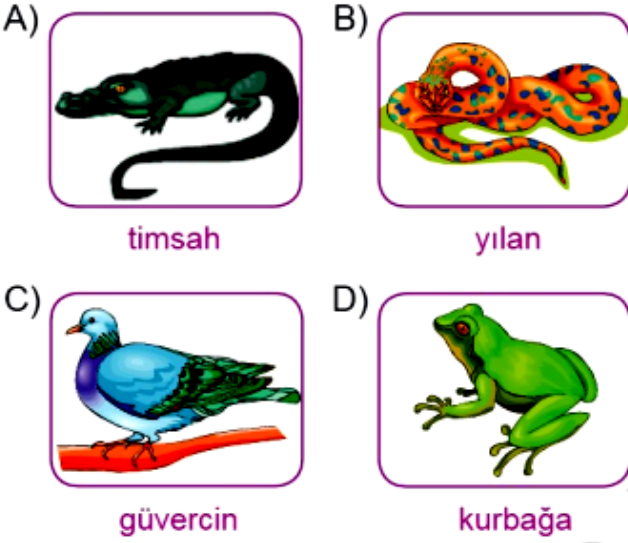 A)
timsah
B)
yılan
C)
güvercin
D)
kurbağa